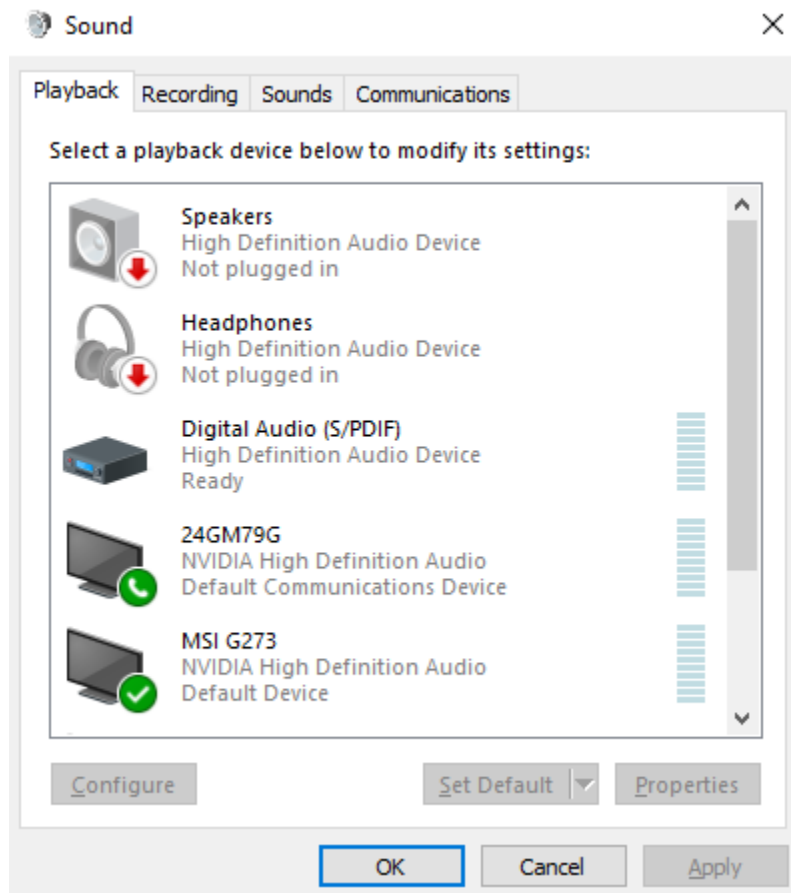 Sound
Playback
Recording
Sounds
Communications
Select a playback device below to modify its settings:
Speakers
High Definition Audio Device
Not plugged in
Headphones
High Definition Audio Device
Not plugged in
Digital Audio (S/PDIF)
High Definition Audio Device
Ready
24GM79G
NVIDIA High Definition Audio
Default Communications Device
MSI G273
NVIDIA High Definition Audio
Default Device
Configure
Set Default
Properties
OK
Cancel
Apply